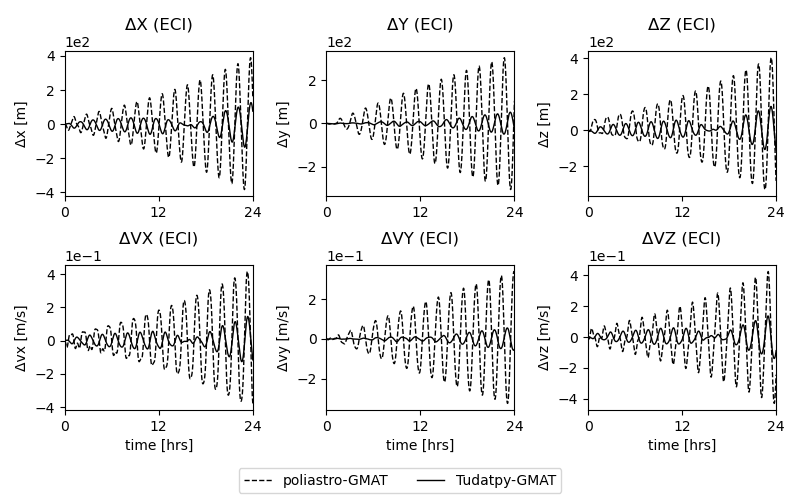 ΔX (ECI)
ΔY (ECI)
ΔZ (ECI)
1e2
1e2
1e2
Δx [m]
4
2
0
−2
−4
0
12
24
Δy [m]
2
0
−2
0
12
24
Δz [m]
4
2
0
−2
0
12
24
ΔVX (ECI)
ΔVY (ECI)
ΔVZ (ECI)
1e−1
1e−1
1e−1
Δvx [m/s]
4
2
0
−2
−4
0
12
24
time [hrs]
Δvy [m/s]
2
0
−2
0
12
24
time [hrs]
Δvz [m/s]
4
2
0
−2
−4
0
12
24
time [hrs]
poliastro-GMAT
Tudatpy-GMAT